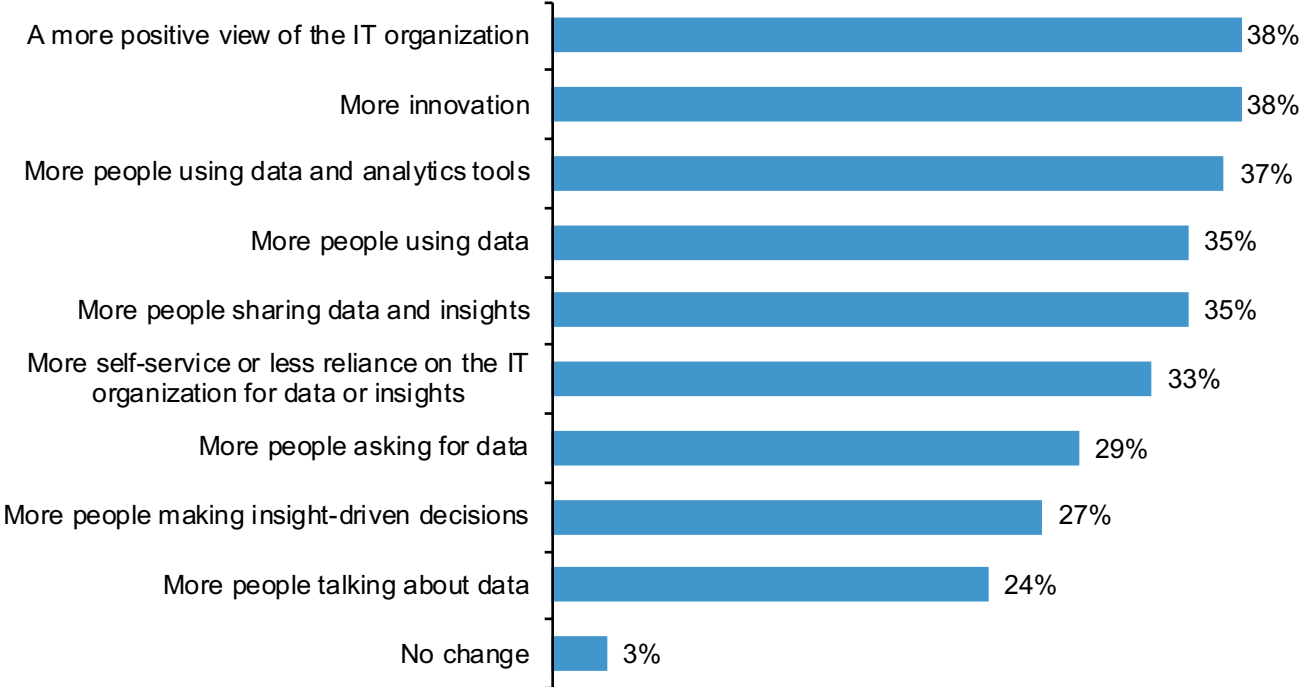 A more positive view of the IT organization
38%
More innovation
38%
More people using data and analytics tools
37%
More people using data
35%
More people sharing data and insights
35%
More self-service or less reliance on the IT
organization for data or insights
33%
More people asking for data
29%
More people making insight-driven decisions
27%
More people talking about data
24%
No change
3%